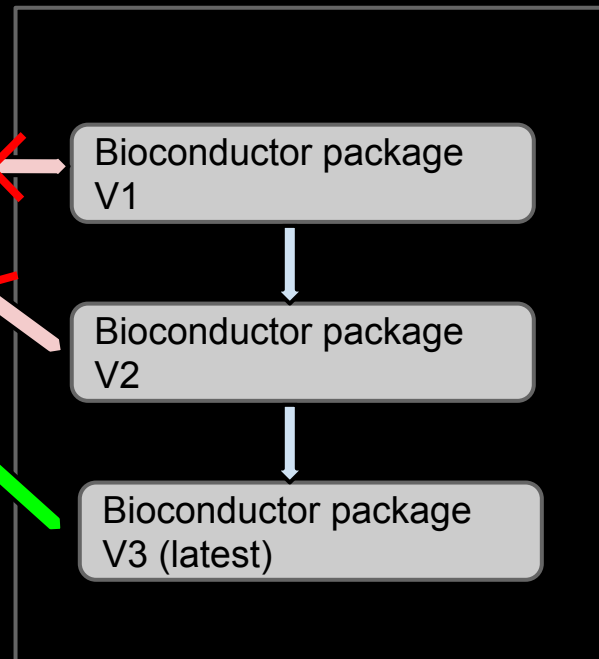 Bioconductor package
V1
Bioconductor package
V2
Bioconductor package
V3 (latest)